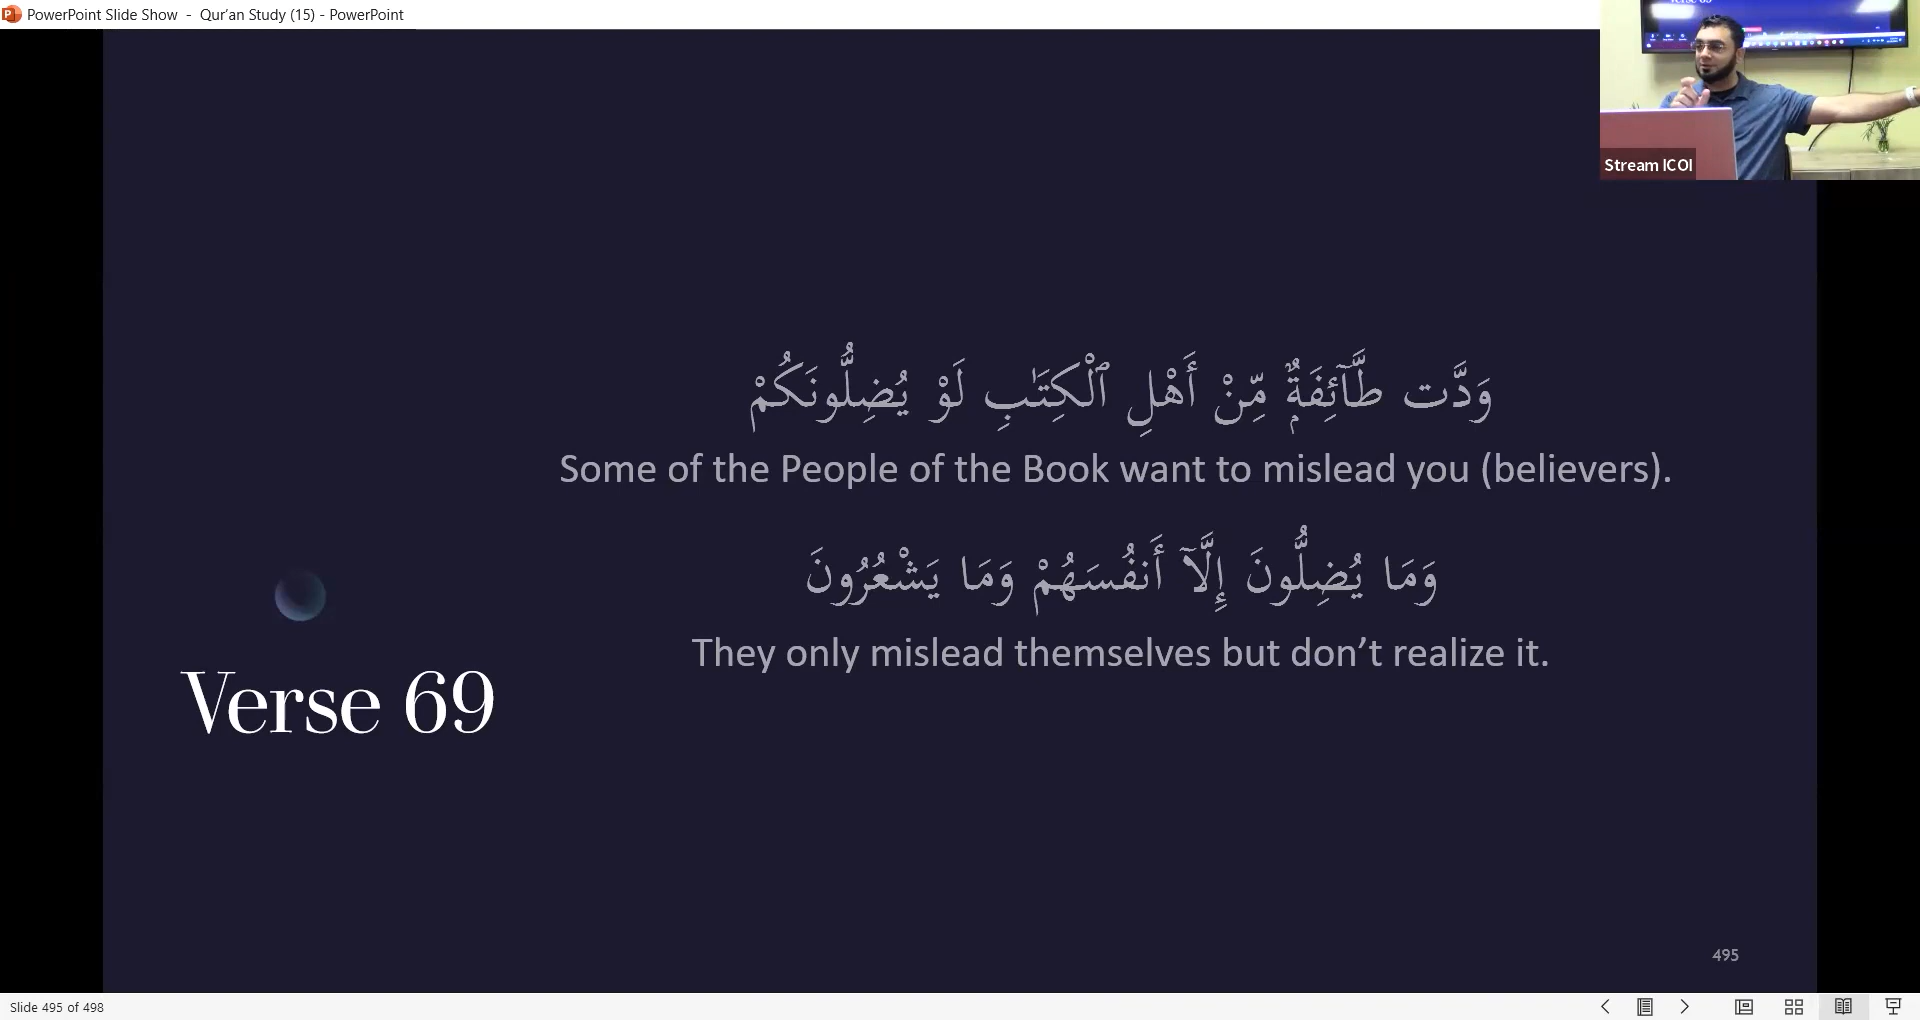 PowerPoint Slide Show - Qur’an Study (15) - PowerPoint
Stream ICOI
وَدَّت طَّآئِفَةٌۭ مِّنْ أَهْلِ ٱلْكِتَـٰبِ لَوْ يُضِلُّونَكُمْ
Some of the People of the Book want to mislead you (believers).
وَمَا يُضِلُّونَ إِلَّآ أَنفُسَهُمْ وَمَا يَشْعُرُونَ
They only mislead themselves but don’t realize it.
Verse 69
495
Slide 495 of 498